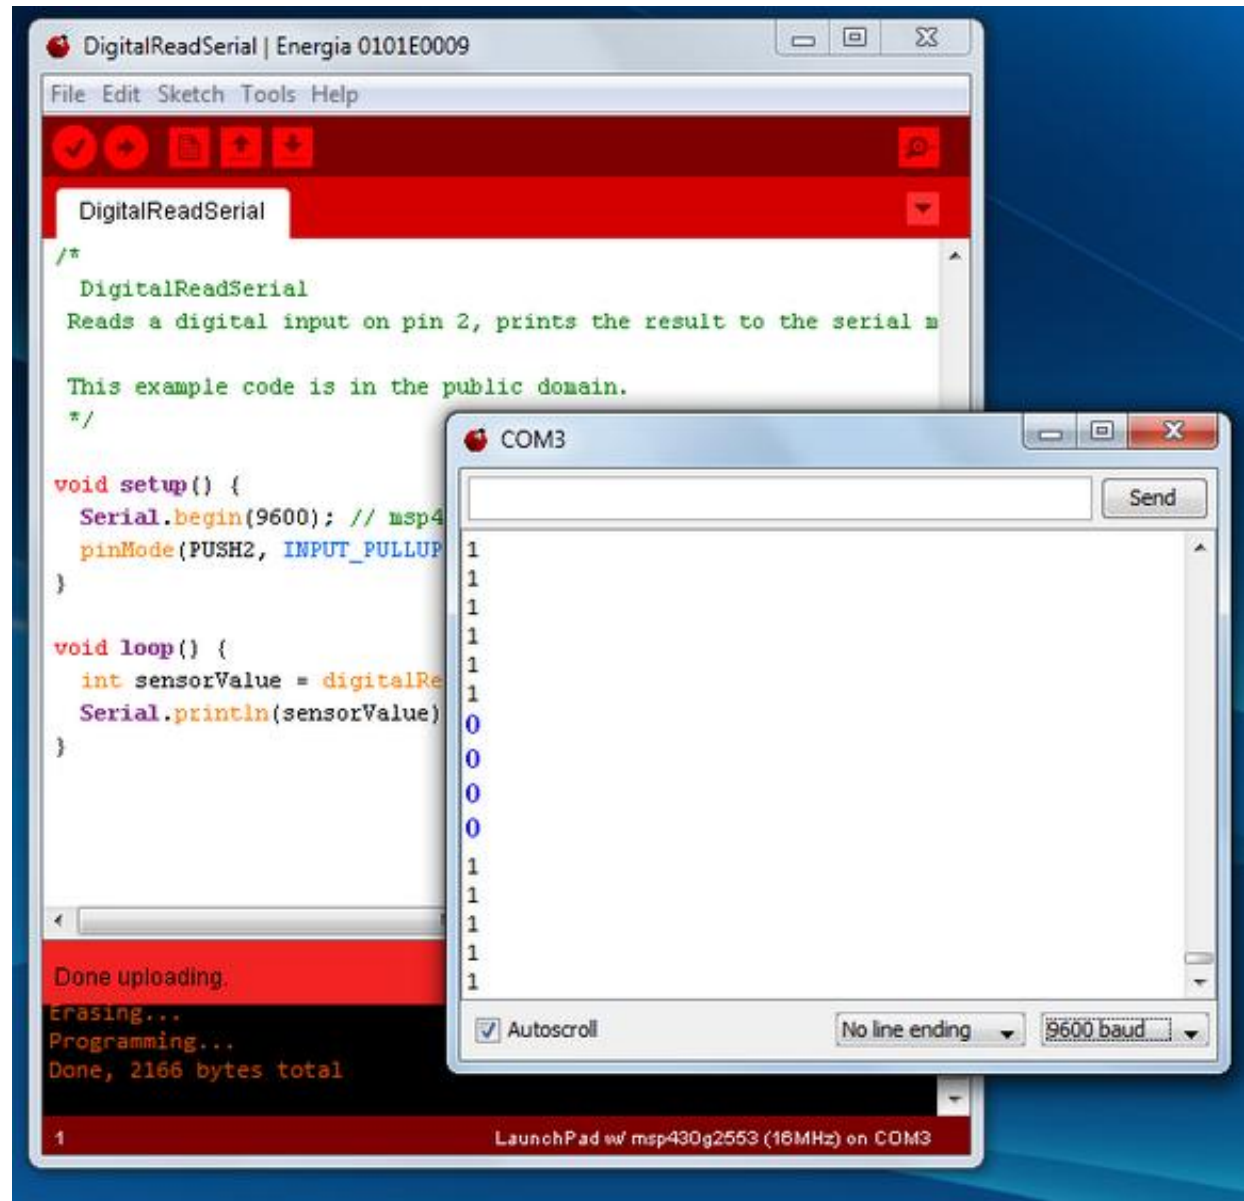 DigitalReadSerial | Energia 0101E0009
File Edit Sketch Tools Help
DigitalReadSerial
/*
DigitalReadSerial
Reads a digital input on pin 2, prints the result to the serial m
This example code is in the public domain.
*/
void setup() {
Serial.begin(9600); // msp4
pinMode(PUSH2, INPUT_PULLUP
}
void loop() {
int sensorValue = digitalRe
Serial.println(sensorValue)
}
Done uploading.
Erasing...
Programming...
Done, 2166 bytes total
1
LaunchPad w/ msp430g2553 (16MHz) on COM3
COM3
Send
1
1
1
1
1
1
0
0
0
0
1
1
1
1
1
Autoscroll
No line ending
9600 baud